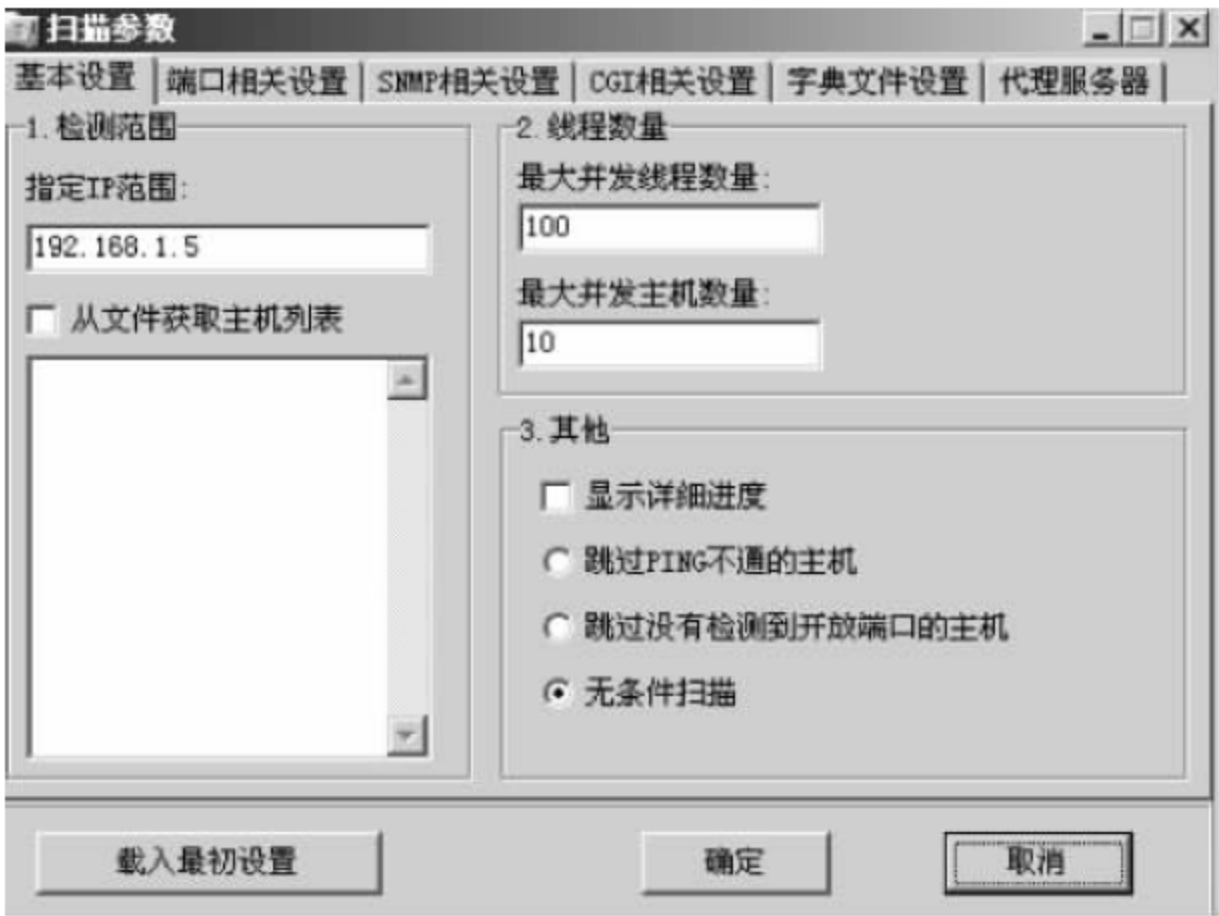 扫描参数
基本设置 端口相关设置 SNMP相关设置 CGI相关设置 字典文件设置 代理服务器
1.检测范围
指定IP范围:
192.168.1.5
从文件获取主机列表
2.线程数量
最大并发线程数量:
100
最大并发主机数量:
10
3.其他
显示详细进度
跳过PING不通的主机
跳过没有检测到开放端口的主机
无条件扫描
载入最初设置 确定 取消